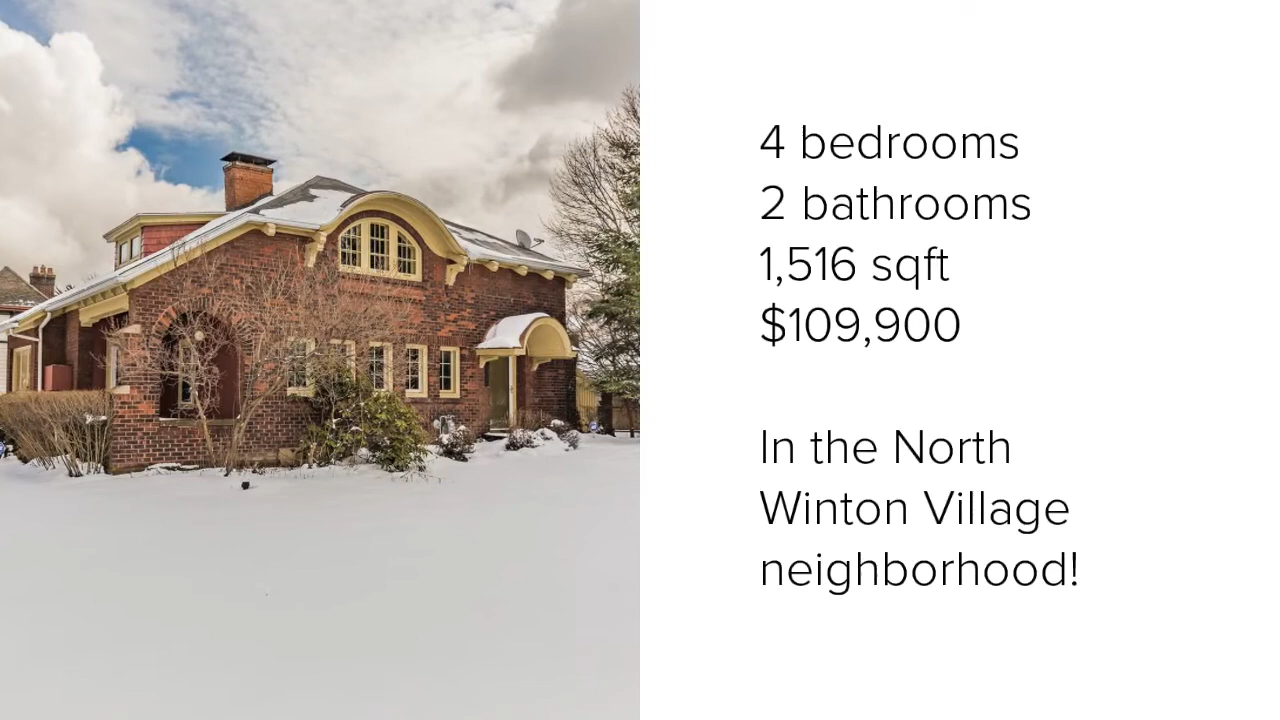 4 bedrooms
2 bathrooms
1,516 sqft
$109,900
In the North
Winton Village
neighborhood!